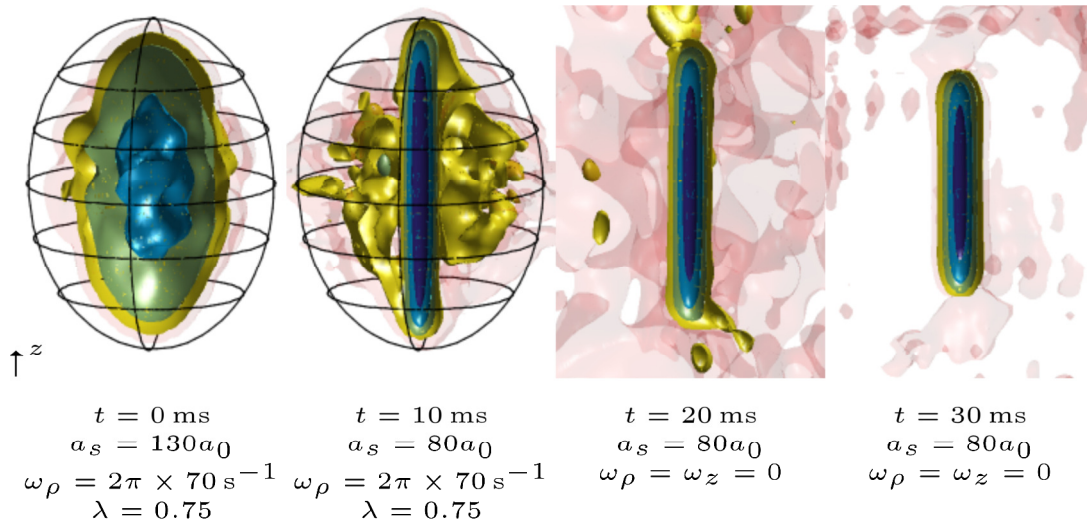 ↑ z
t = 0 ms
a_s = 130a_0
ω_ρ = 2π × 70 s^{−1}
λ = 0.75
t = 10 ms
a_s = 80a_0
ω_ρ = 2π × 70 s^{−1}
λ = 0.75
t = 20 ms
a_s = 80a_0
ω_ρ = ω_z = 0
t = 30 ms
a_s = 80a_0
ω_ρ = ω_z = 0